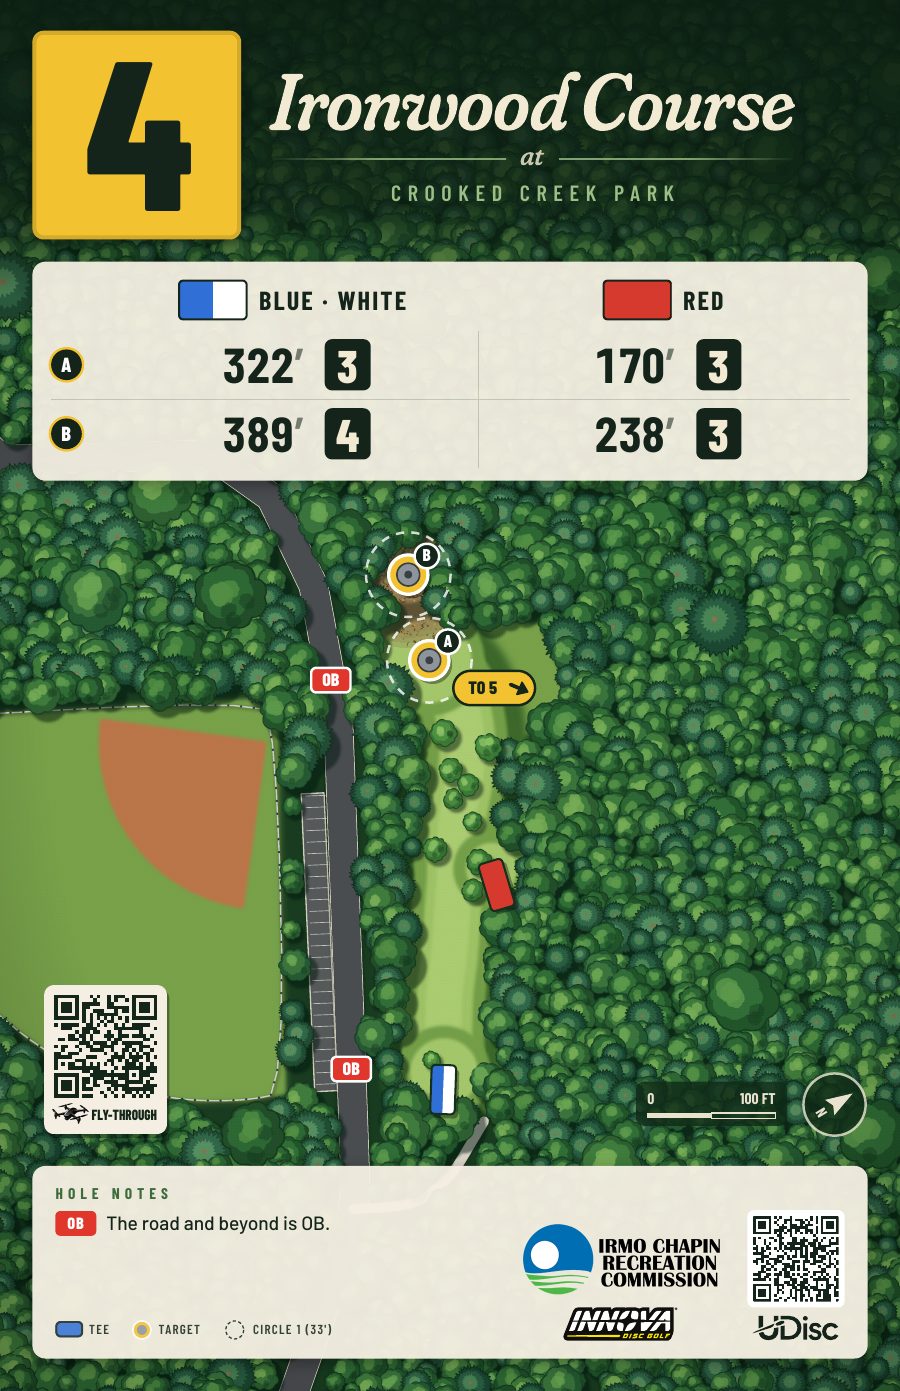 4
Ironwood Course
at
CROOKED CREEK PARK
BLUE · WHITE
RED
A 322′ 3 170′ 3
B 389′ 4 238′ 3
B
A
TO 5
OB
OB
FLY-THROUGH
0 100 FT
N
HOLE NOTES
OB The road and beyond is OB.
IRMO CHAPIN
RECREATION
COMMISSION
INNOVA
DISC GOLF
UDisc
TEE TARGET CIRCLE 1 (33')